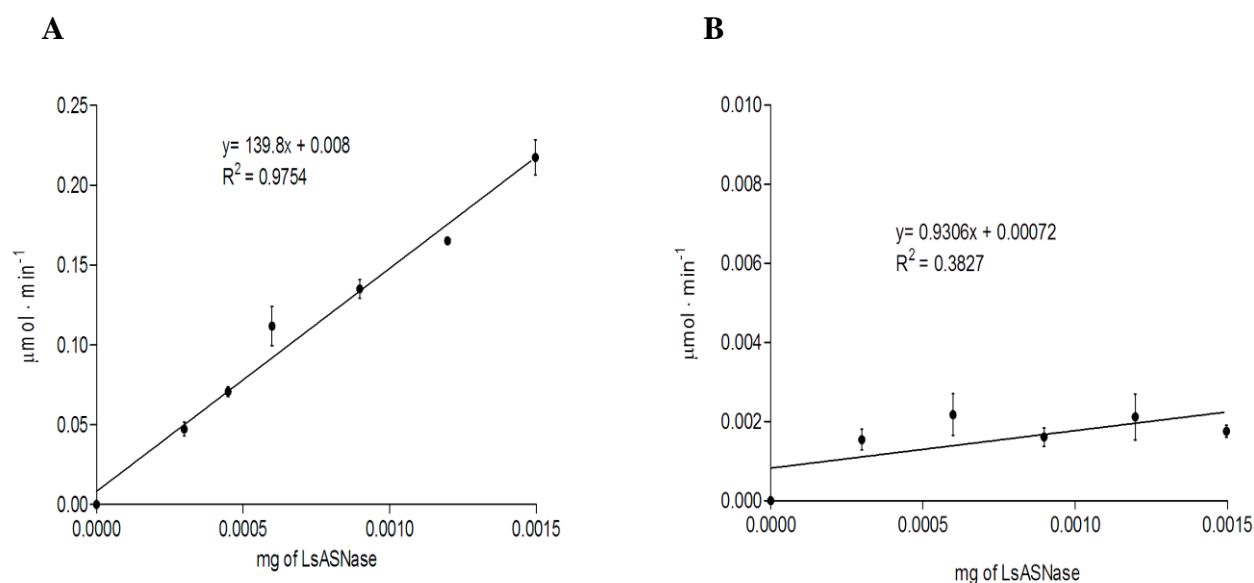 A
B
0.25
0.20
0.15
0.10
0.05
0.00
µmol · min⁻¹
y= 139.8x + 0.008
R² = 0.9754
0.0000 0.0005 0.0010 0.0015
mg of LsASNase
0.010
0.008
0.006
0.004
0.002
0.000
µmol · min⁻¹
y= 0.9306x + 0.00072
R² = 0.3827
0.0000 0.0005 0.0010 0.0015
mg of LsASNase